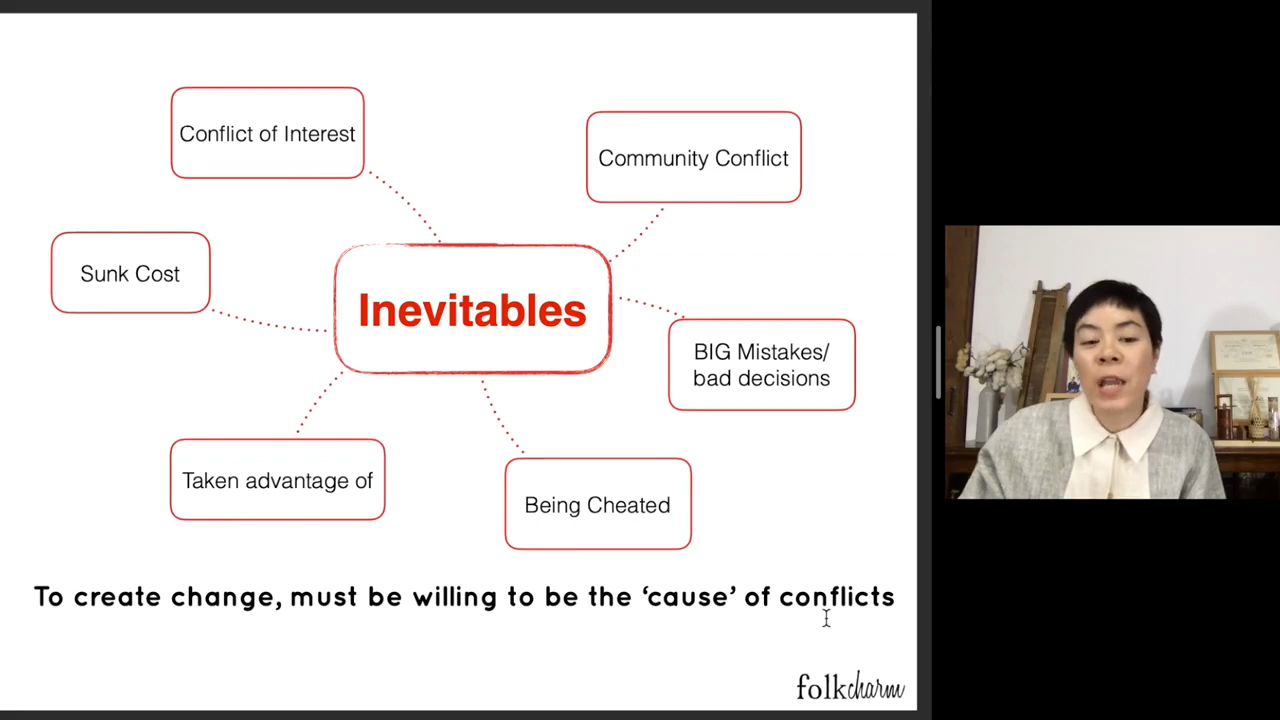 Conflict of Interest
Community Conflict
Sunk Cost
Inevitables
BIG Mistakes/
bad decisions
Taken advantage of
Being Cheated
To create change, must be willing to be the ‘cause’ of conflicts
folkcharm